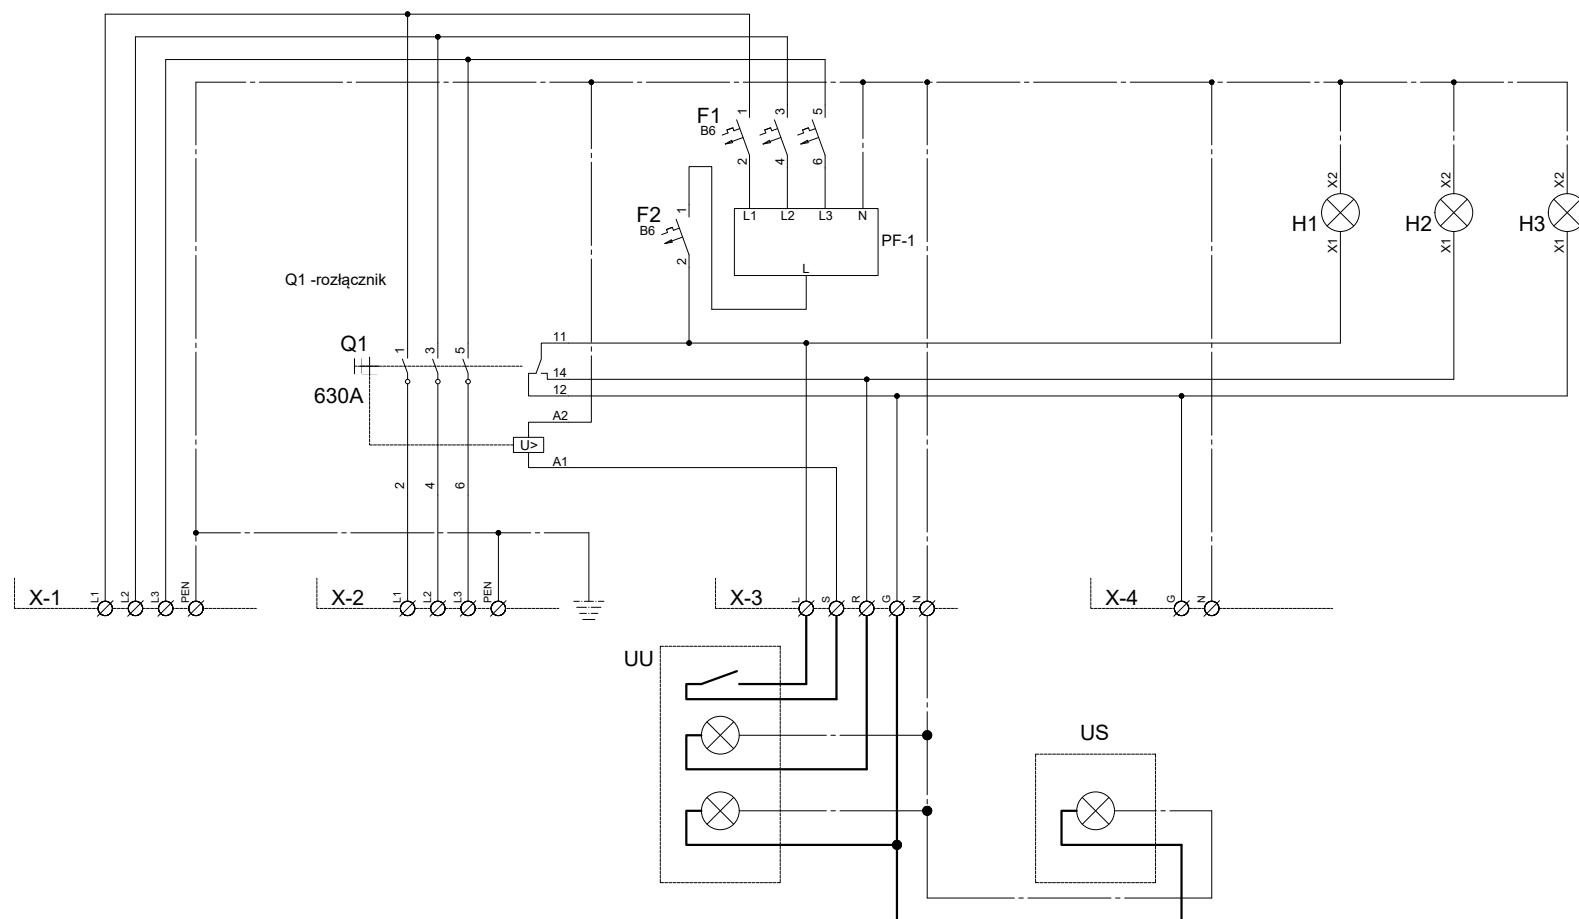 F1
B6
1
3
5
2
4
6
F2
B6
1
2
L1
L2
L3
N
L
PF-1
X2
X2
X2
H1
H2
H3
X1
X1
X1
Q1 -rozłącznik
Q1
630A
1
3
5
11
14
12
A2
U>
A1
2
4
6
X-1
L1
L2
L3
PEN
X-2
L1
L2
L3
PEN
X-3
L
S
R
G
N
X-4
G
N
UU
US